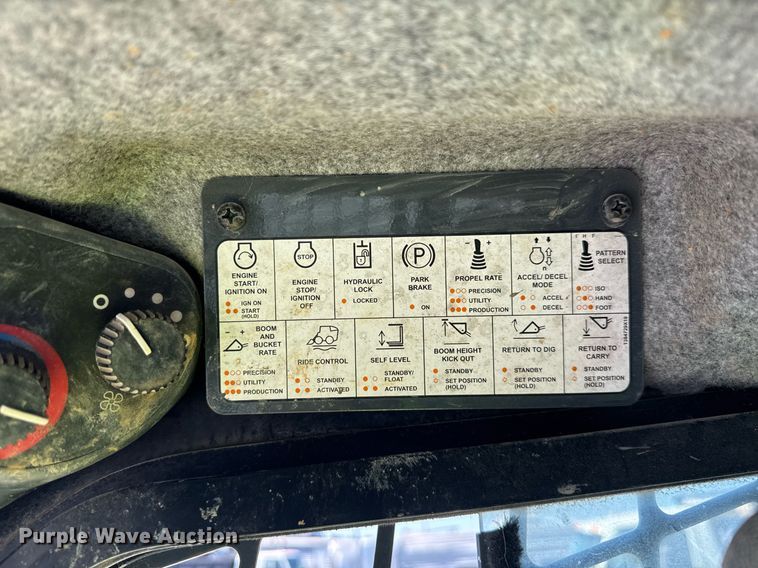 ENGINE
START/
IGNITION ON
IGN ON
START
(HOLD)
STOP
ENGINE
STOP/
IGNITION
OFF
HYDRAULIC
LOCK
LOCKED
P
PARK
BRAKE
ON
- +
PROPEL RATE
PRECISION
UTILITY
PRODUCTION
n
ACCEL/ DECEL
MODE
ACCEL
DECEL
PATTERN
SELECT
ISO
HAND
FOOT
- +
BOOM
AND
BUCKET
RATE
PRECISION
UTILITY
PRODUCTION
RIDE CONTROL
STANDBY
ACTIVATED
SELF LEVEL
STANDBY/
FLOAT
ACTIVATED
BOOM HEIGHT
KICK OUT
STANDBY
SET POSITION
(HOLD)
RETURN TO DIG
STANDBY
SET POSITION
(HOLD)
RETURN TO
CARRY
STANDBY
SET POSITION
(HOLD)
Purple Wave Auction